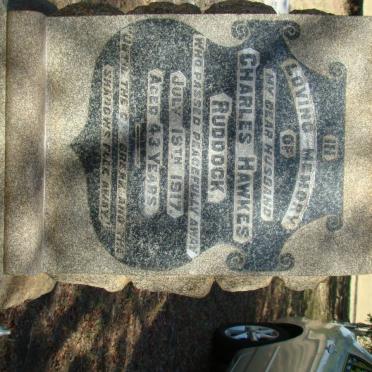 IN
LOVING MEMORY
OF
MY DEAR HUSBAND
CHARLES HAWKES
RUDDOCK
WHO PASSED PEACEFULLY AWAY
JULY 18TH 1917
AGED 43 YEARS
UNTIL THE DAY BREAK AND THE
SHADOWS FLEE AWAY